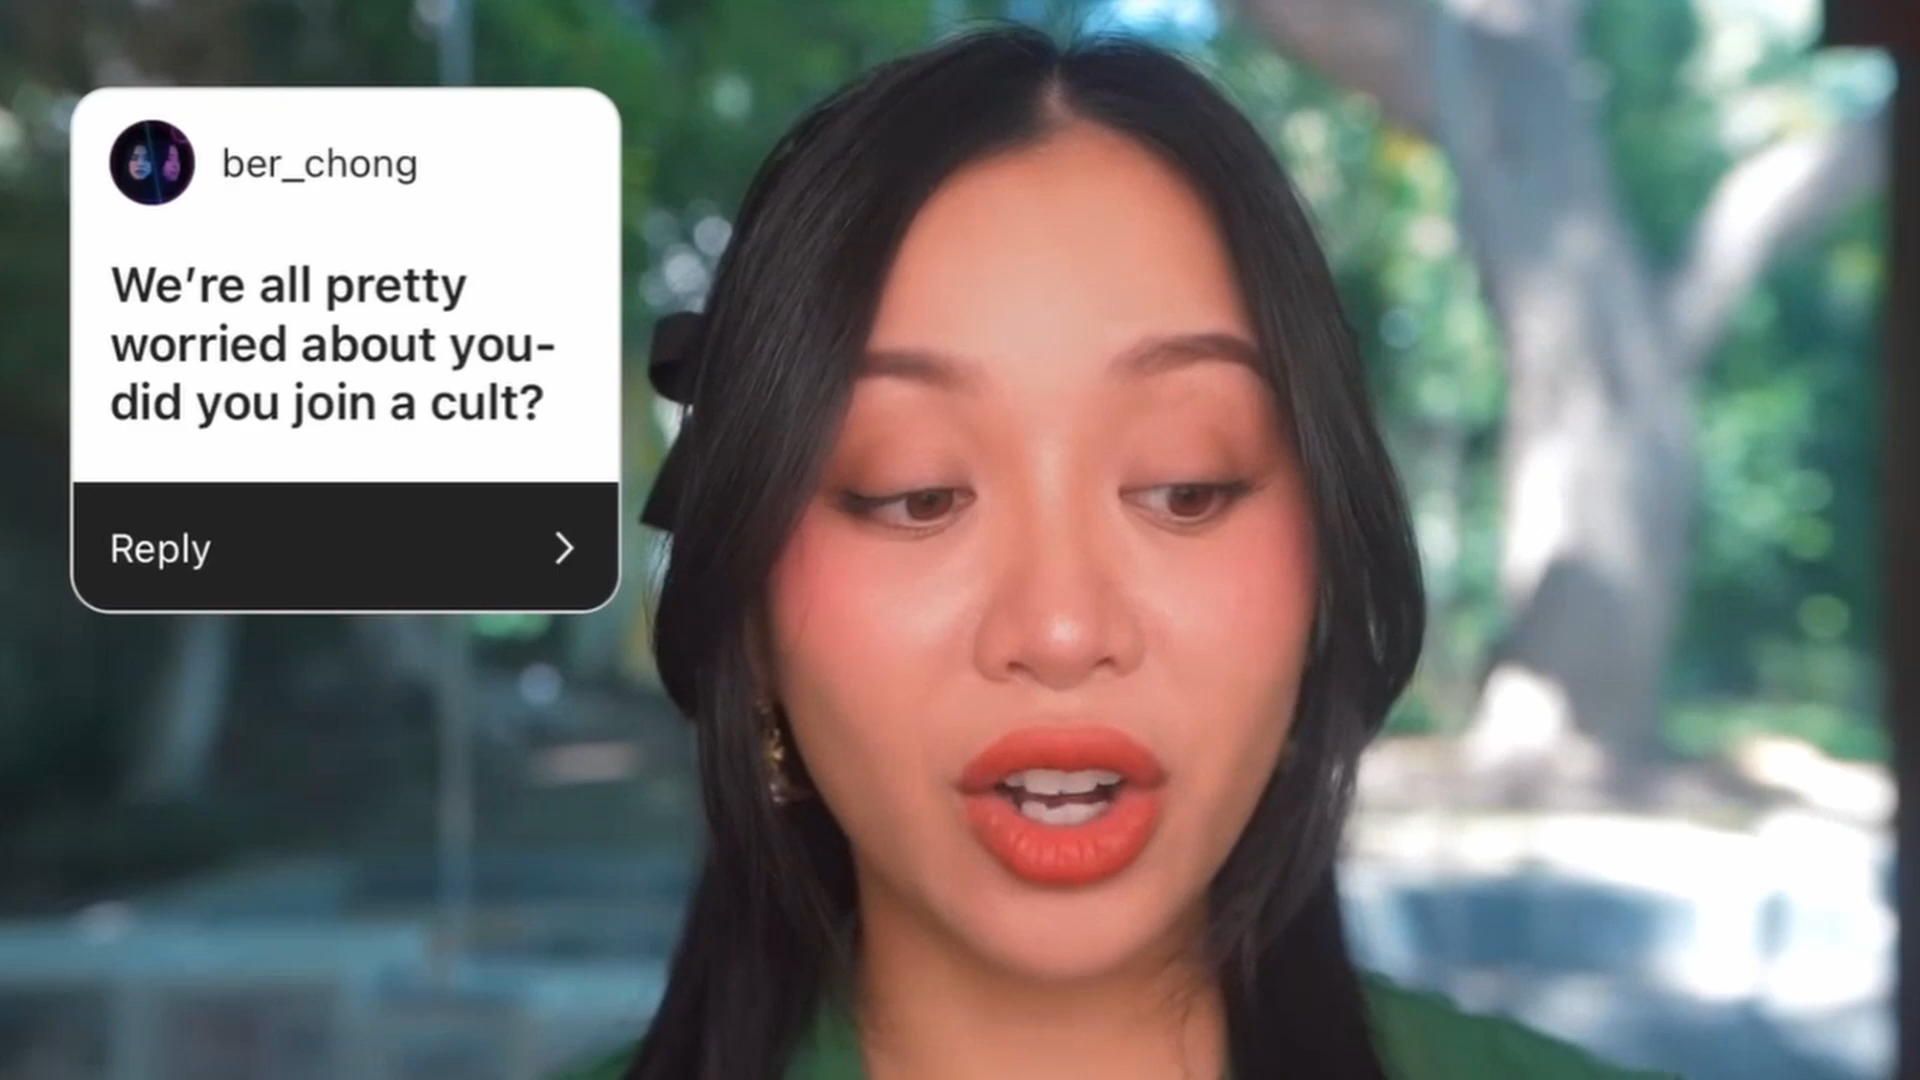 ber_chong
We're all pretty
worried about you-
did you join a cult?
Reply